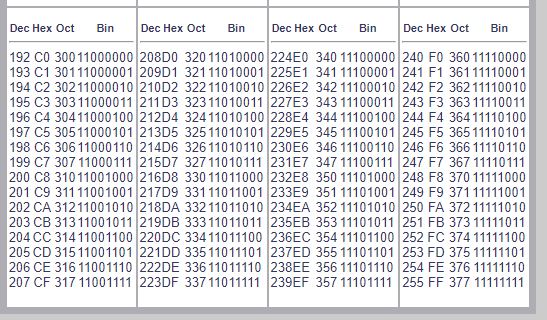 Dec Hex Oct Bin Dec Hex Oct Bin Dec Hex Oct Bin Dec Hex Oct Bin
192 C0 300 11000000 208 D0 320 11010000 224 E0 340 11100000 240 F0 360 11110000
193 C1 301 11000001 209 D1 321 11010001 225 E1 341 11100001 241 F1 361 11110001
194 C2 302 11000010 210 D2 322 11010010 226 E2 342 11100010 242 F2 362 11110010
195 C3 303 11000011 211 D3 323 11010011 227 E3 343 11100011 243 F3 363 11110011
196 C4 304 11000100 212 D4 324 11010100 228 E4 344 11100100 244 F4 364 11110100
197 C5 305 11000101 213 D5 325 11010101 229 E5 345 11100101 245 F5 365 11110101
198 C6 306 11000110 214 D6 326 11010110 230 E6 346 11100110 246 F6 366 11110110
199 C7 307 11000111 215 D7 327 11010111 231 E7 347 11100111 247 F7 367 11110111
200 C8 310 11001000 216 D8 330 11011000 232 E8 350 11101000 248 F8 370 11111000
201 C9 311 11001001 217 D9 331 11011001 233 E9 351 11101001 249 F9 371 11111001
202 CA 312 11001010 218 DA 332 11011010 234 EA 352 11101010 250 FA 372 11111010
203 CB 313 11001011 219 DB 333 11011011 235 EB 353 11101011 251 FB 373 11111011
204 CC 314 11001100 220 DC 334 11011100 236 EC 354 11101100 252 FC 374 11111100
205 CD 315 11001101 221 DD 335 11011101 237 ED 355 11101101 253 FD 375 11111101
206 CE 316 11001110 222 DE 336 11011110 238 EE 356 11101110 254 FE 376 11111110
207 CF 317 11001111 223 DF 337 11011111 239 EF 357 11101111 255 FF 377 11111111